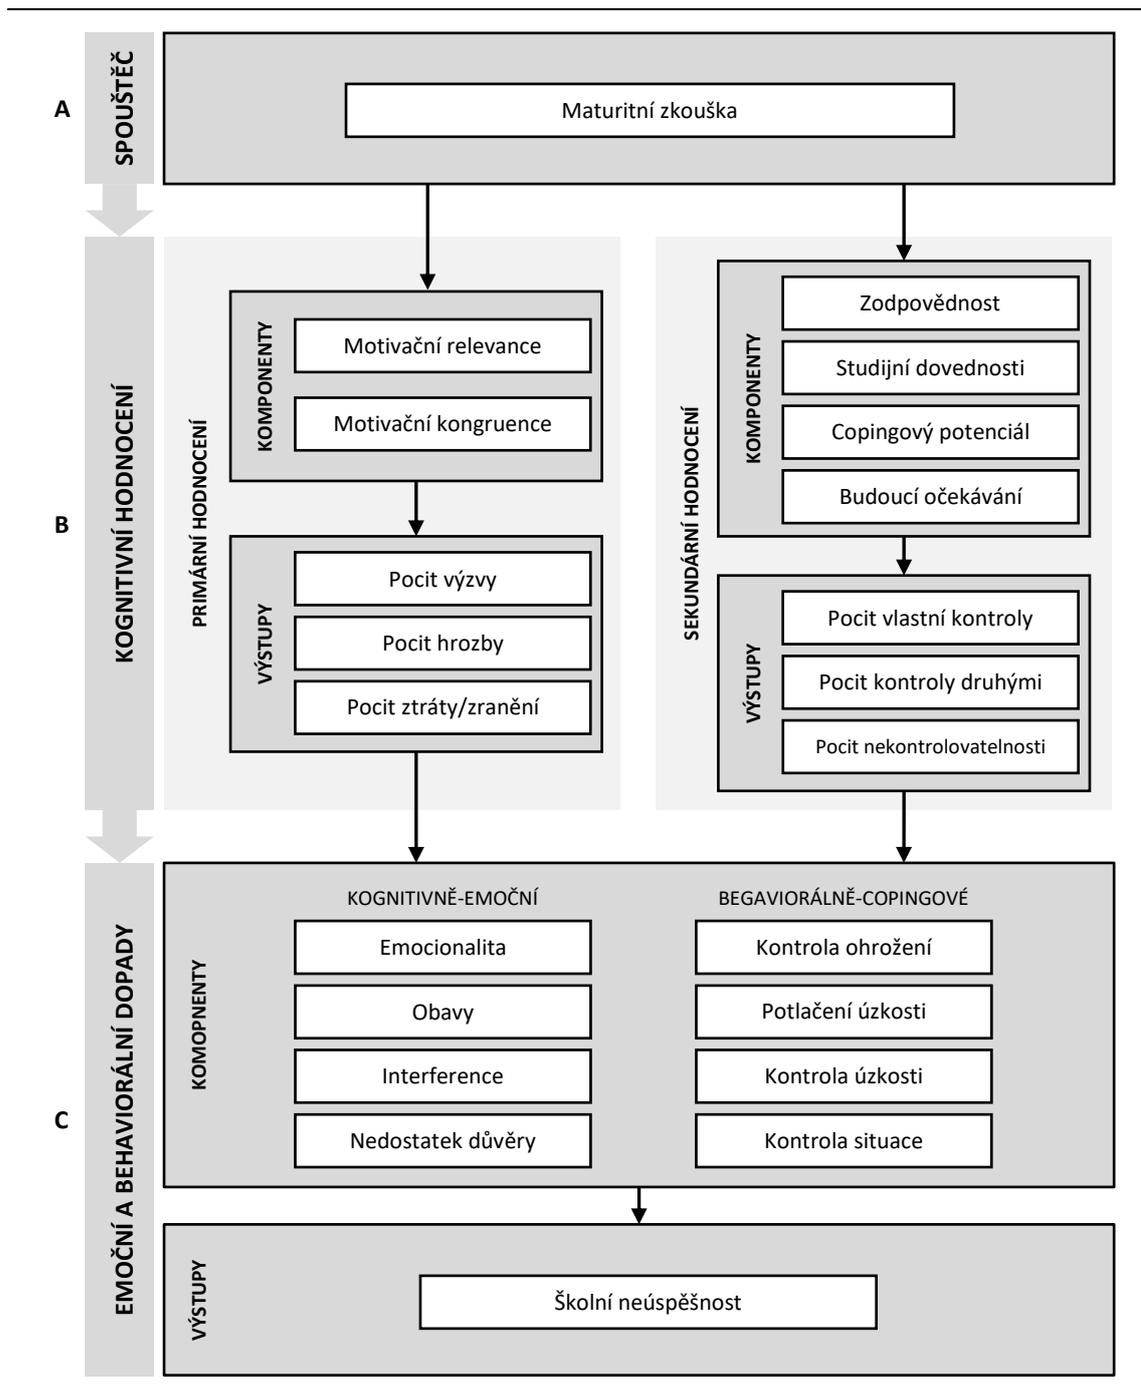 A
SPOUŠTĚČ
Maturitní zkouška
B
KOGNITIVNÍ HODNOCENÍ
PRIMÁRNÍ HODNOCENÍ
KOMPONENTY
Motivační relevance
Motivační kongruence
VÝSTUPY
Pocit výzvy
Pocit hrozby
Pocit ztráty/zranění
SEKUNDÁRNÍ HODNOCENÍ
KOMPONENTY
Zodpovědnost
Studijní dovednosti
Copingový potenciál
Budoucí očekávání
VÝSTUPY
Pocit vlastní kontroly
Pocit kontroly druhými
Pocit nekontrolovatelnosti
C
EMOČNÍ A BEHAVIORÁLNÍ DOPADY
KOMOPNENTY
KOGNITIVNĚ-EMOČNÍ
Emocionalita
Obavy
Interference
Nedostatek důvěry
BEGAVIORÁLNĚ-COPINGOVÉ
Kontrola ohrožení
Potlačení úzkosti
Kontrola úzkosti
Kontrola situace
VÝSTUPY
Školní neúspěšnost